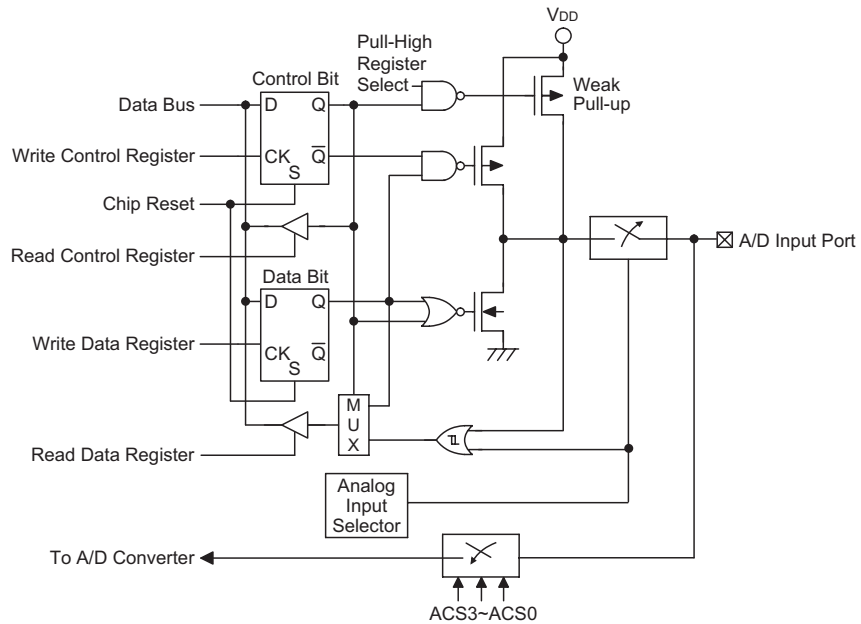 VDD
Pull-High
Register
Select
Control Bit
Weak
Pull-up
Data Bus
D
Q
Write Control Register
CK
Q
S
Chip Reset
Read Control Register
A/D Input Port
Data Bit
D
Q
Write Data Register
CK
Q
S
M
U
X
Read Data Register
Analog
Input
Selector
To A/D Converter
ACS3~ACS0